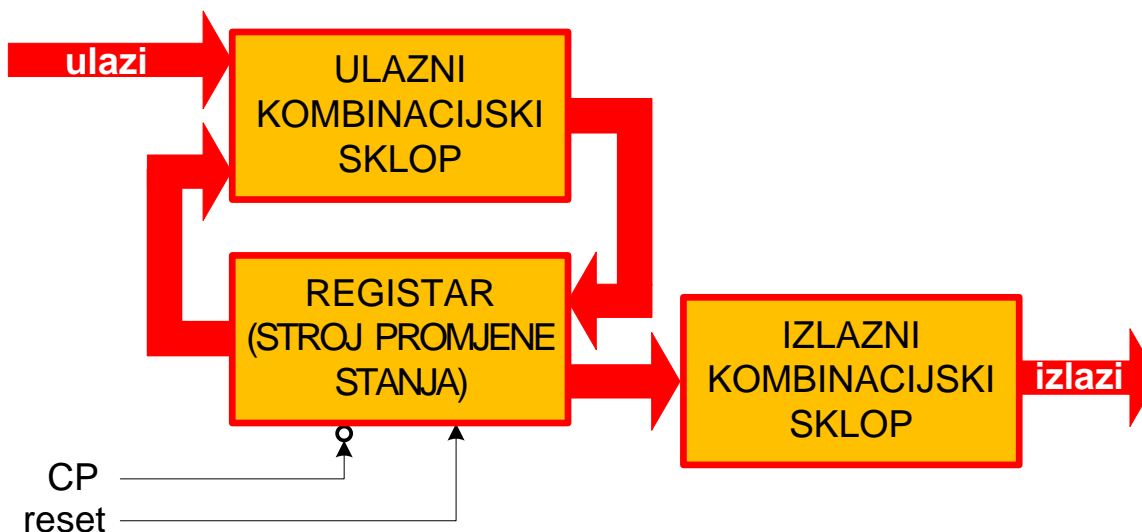 ulazi
ULAZNI
KOMBINACIJSKI
SKLOP
REGISTAR
(STROJ PROMJENE
STANJA)
IZLAZNI
KOMBINACIJSKI
SKLOP
izlazi
CP
reset